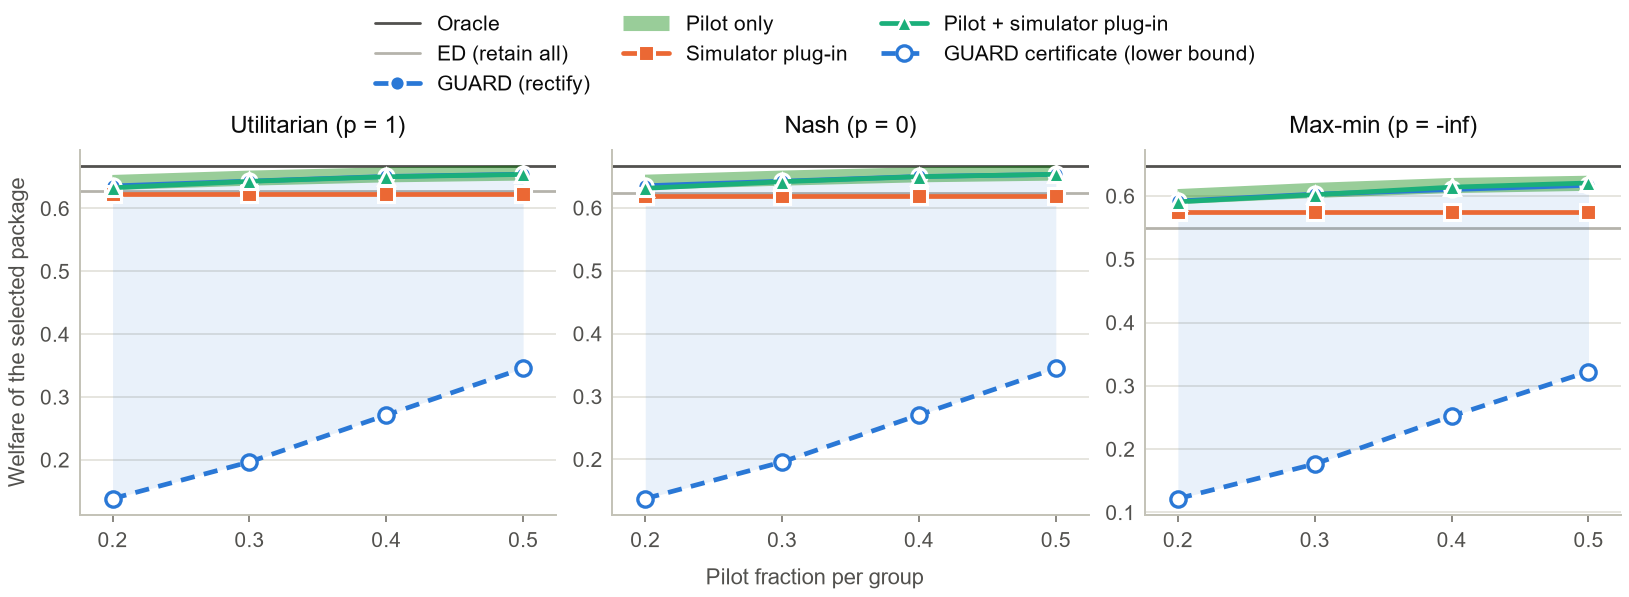 Oracle
ED (retain all)
GUARD (rectify)
Pilot only
Simulator plug-in
Pilot + simulator plug-in
GUARD certificate (lower bound)
Utilitarian (p = 1)
Nash (p = 0)
Max-min (p = -inf)
Welfare of the selected package
0.6
0.5
0.4
0.3
0.2
0.2 0.3 0.4 0.5
0.6
0.5
0.4
0.3
0.2
0.2 0.3 0.4 0.5
0.6
0.5
0.4
0.3
0.2
0.1
0.2 0.3 0.4 0.5
Pilot fraction per group